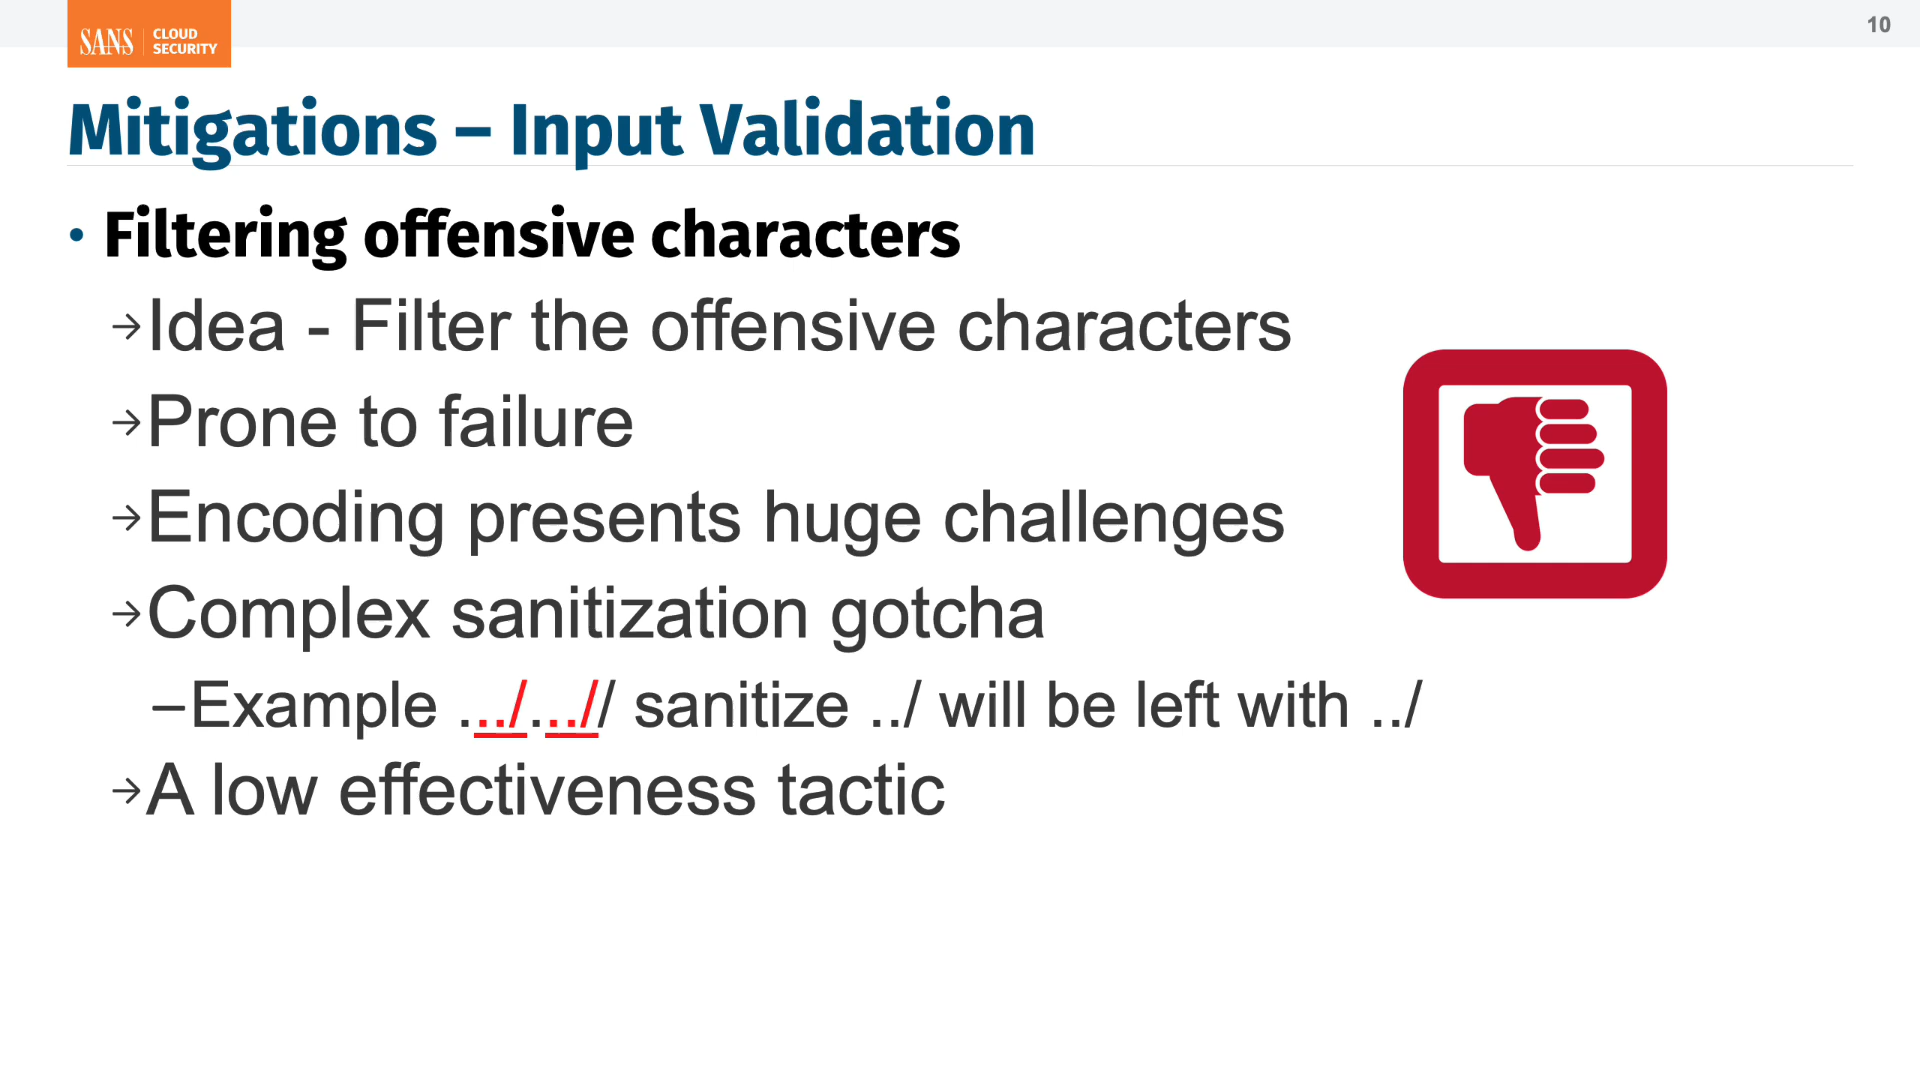 SANS
CLOUD
SECURITY
10
Mitigations – Input Validation
• Filtering offensive characters
→Idea - Filter the offensive characters
→Prone to failure
→Encoding presents huge challenges
→Complex sanitization gotcha
–Example .../...// sanitize ../ will be left with ../
→A low effectiveness tactic